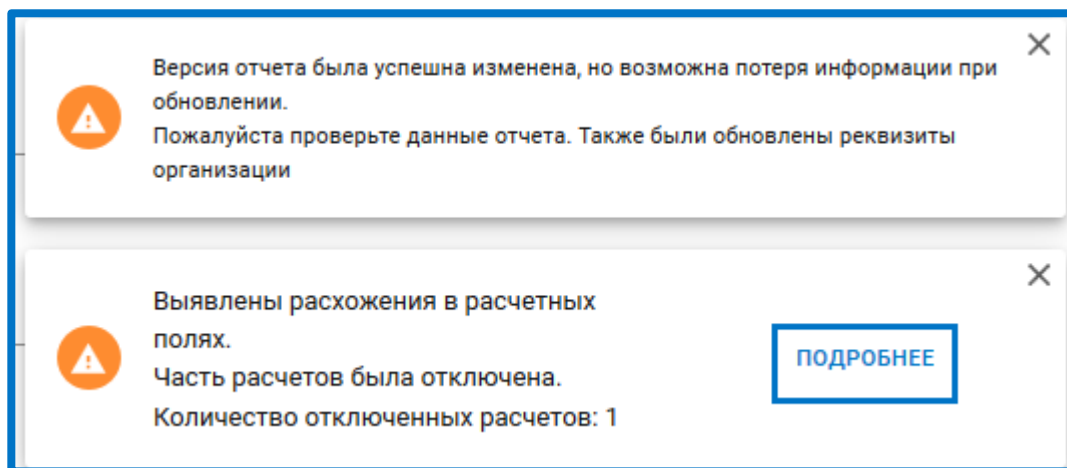 Версия отчета была успешна изменена, но возможна потеря информации при
обновлении.
Пожалуйста проверьте данные отчета. Также были обновлены реквизиты
организации
Выявлены расхожения в расчетных
полях.
Часть расчетов была отключена.
Количество отключенных расчетов: 1
ПОДРОБНЕЕ